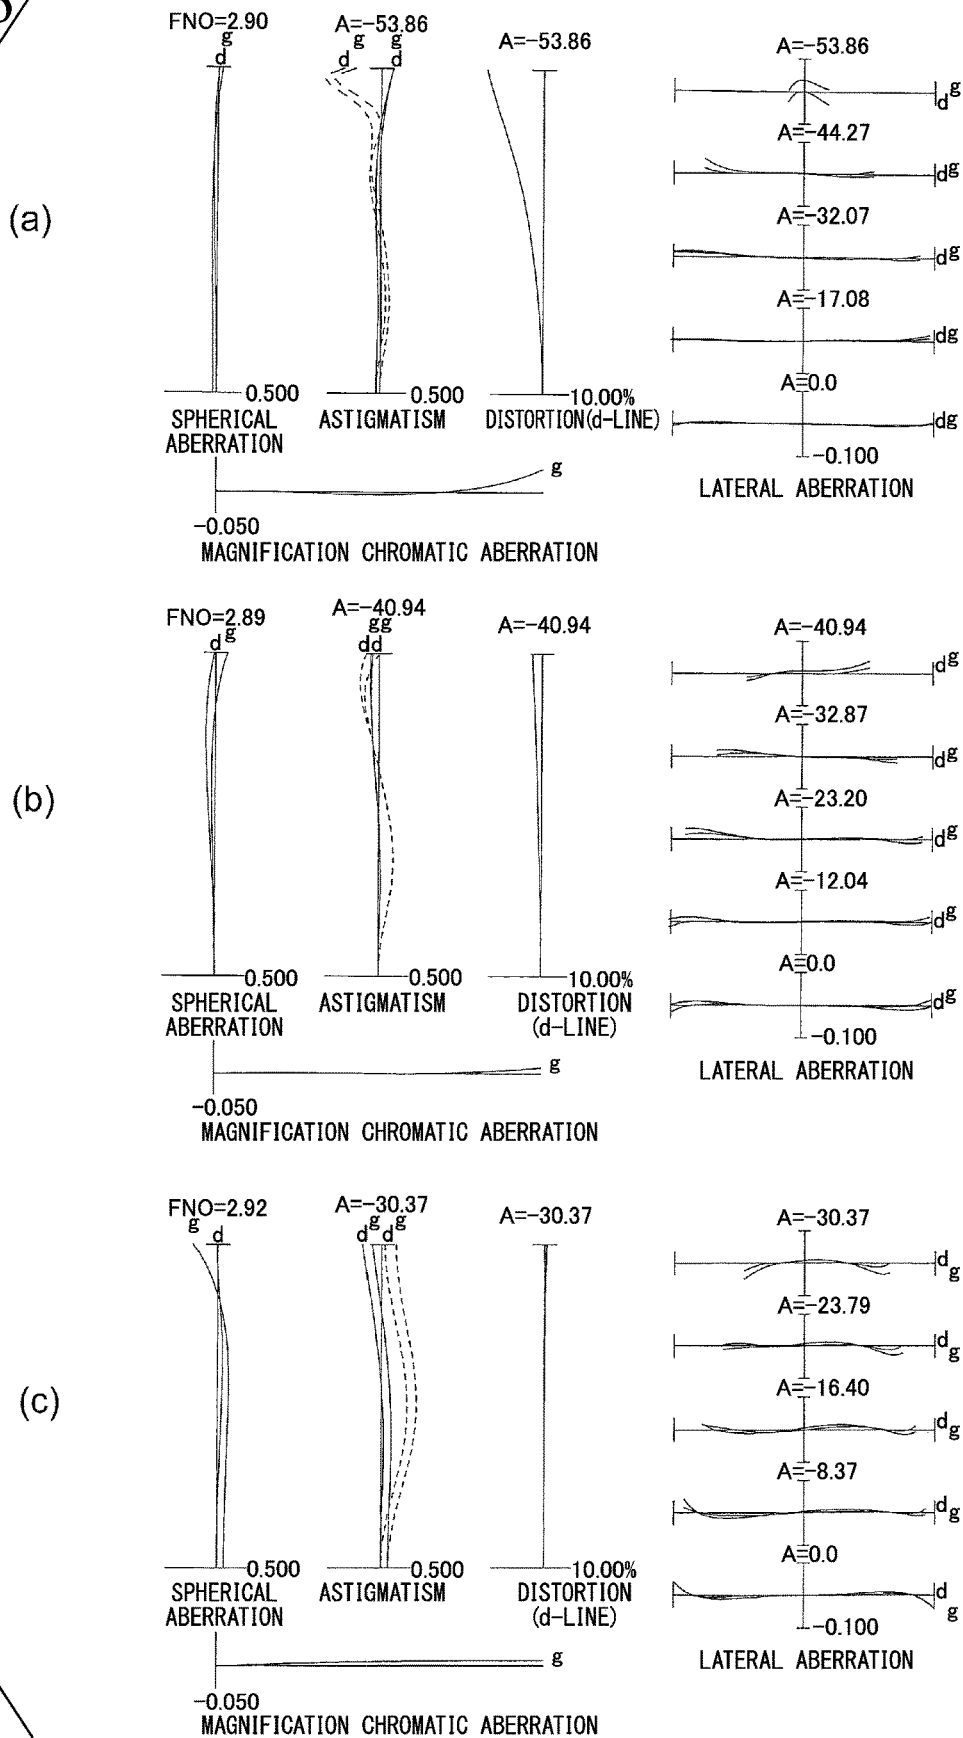 (a)
FNO=2.90
g
d
0.500
SPHERICAL
ABERRATION
A=-53.86
g g
d d
0.500
ASTIGMATISM
A=-53.86
10.00%
DISTORTION(d-LINE)
g
-0.050
MAGNIFICATION CHROMATIC ABERRATION
A=-53.86
d g
A=-44.27
d g
A=-32.07
d g
A=-17.08
d g
A=0.0
d g
-0.100
LATERAL ABERRATION
(b)
FNO=2.89
d g
0.500
SPHERICAL
ABERRATION
A=-40.94
g g
d d
0.500
ASTIGMATISM
A=-40.94
10.00%
DISTORTION
(d-LINE)
g
-0.050
MAGNIFICATION CHROMATIC ABERRATION
A=-40.94
d g
A=-32.87
d g
A=-23.20
d g
A=-12.04
d g
A=0.0
d g
-0.100
LATERAL ABERRATION
(c)
FNO=2.92
g d
0.500
SPHERICAL
ABERRATION
A=-30.37
d g d g
0.500
ASTIGMATISM
A=-30.37
10.00%
DISTORTION
(d-LINE)
g
-0.050
MAGNIFICATION CHROMATIC ABERRATION
A=-30.37
d g
A=-23.79
d g
A=-16.40
d g
A=-8.37
d g
A=0.0
d
g
-0.100
LATERAL ABERRATION